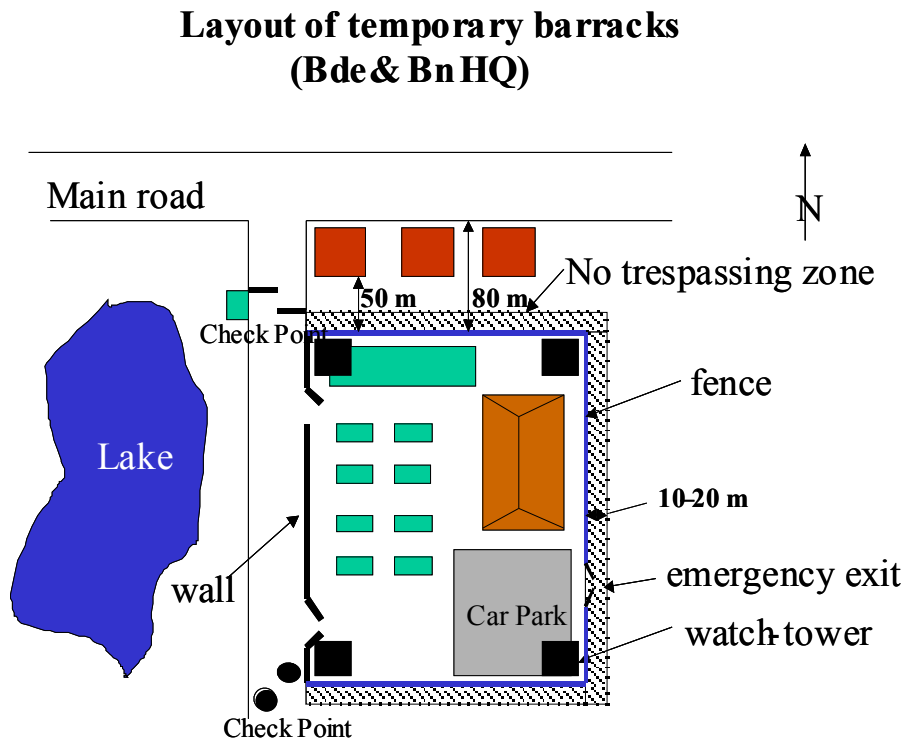 Layout of temporary barracks
(Bde & Bn HQ)
Main road
N
No trespassing zone
50 m
80 m
Check Point
fence
Lake
10-20 m
wall
emergency exit
Car Park
watch-tower
Check Point